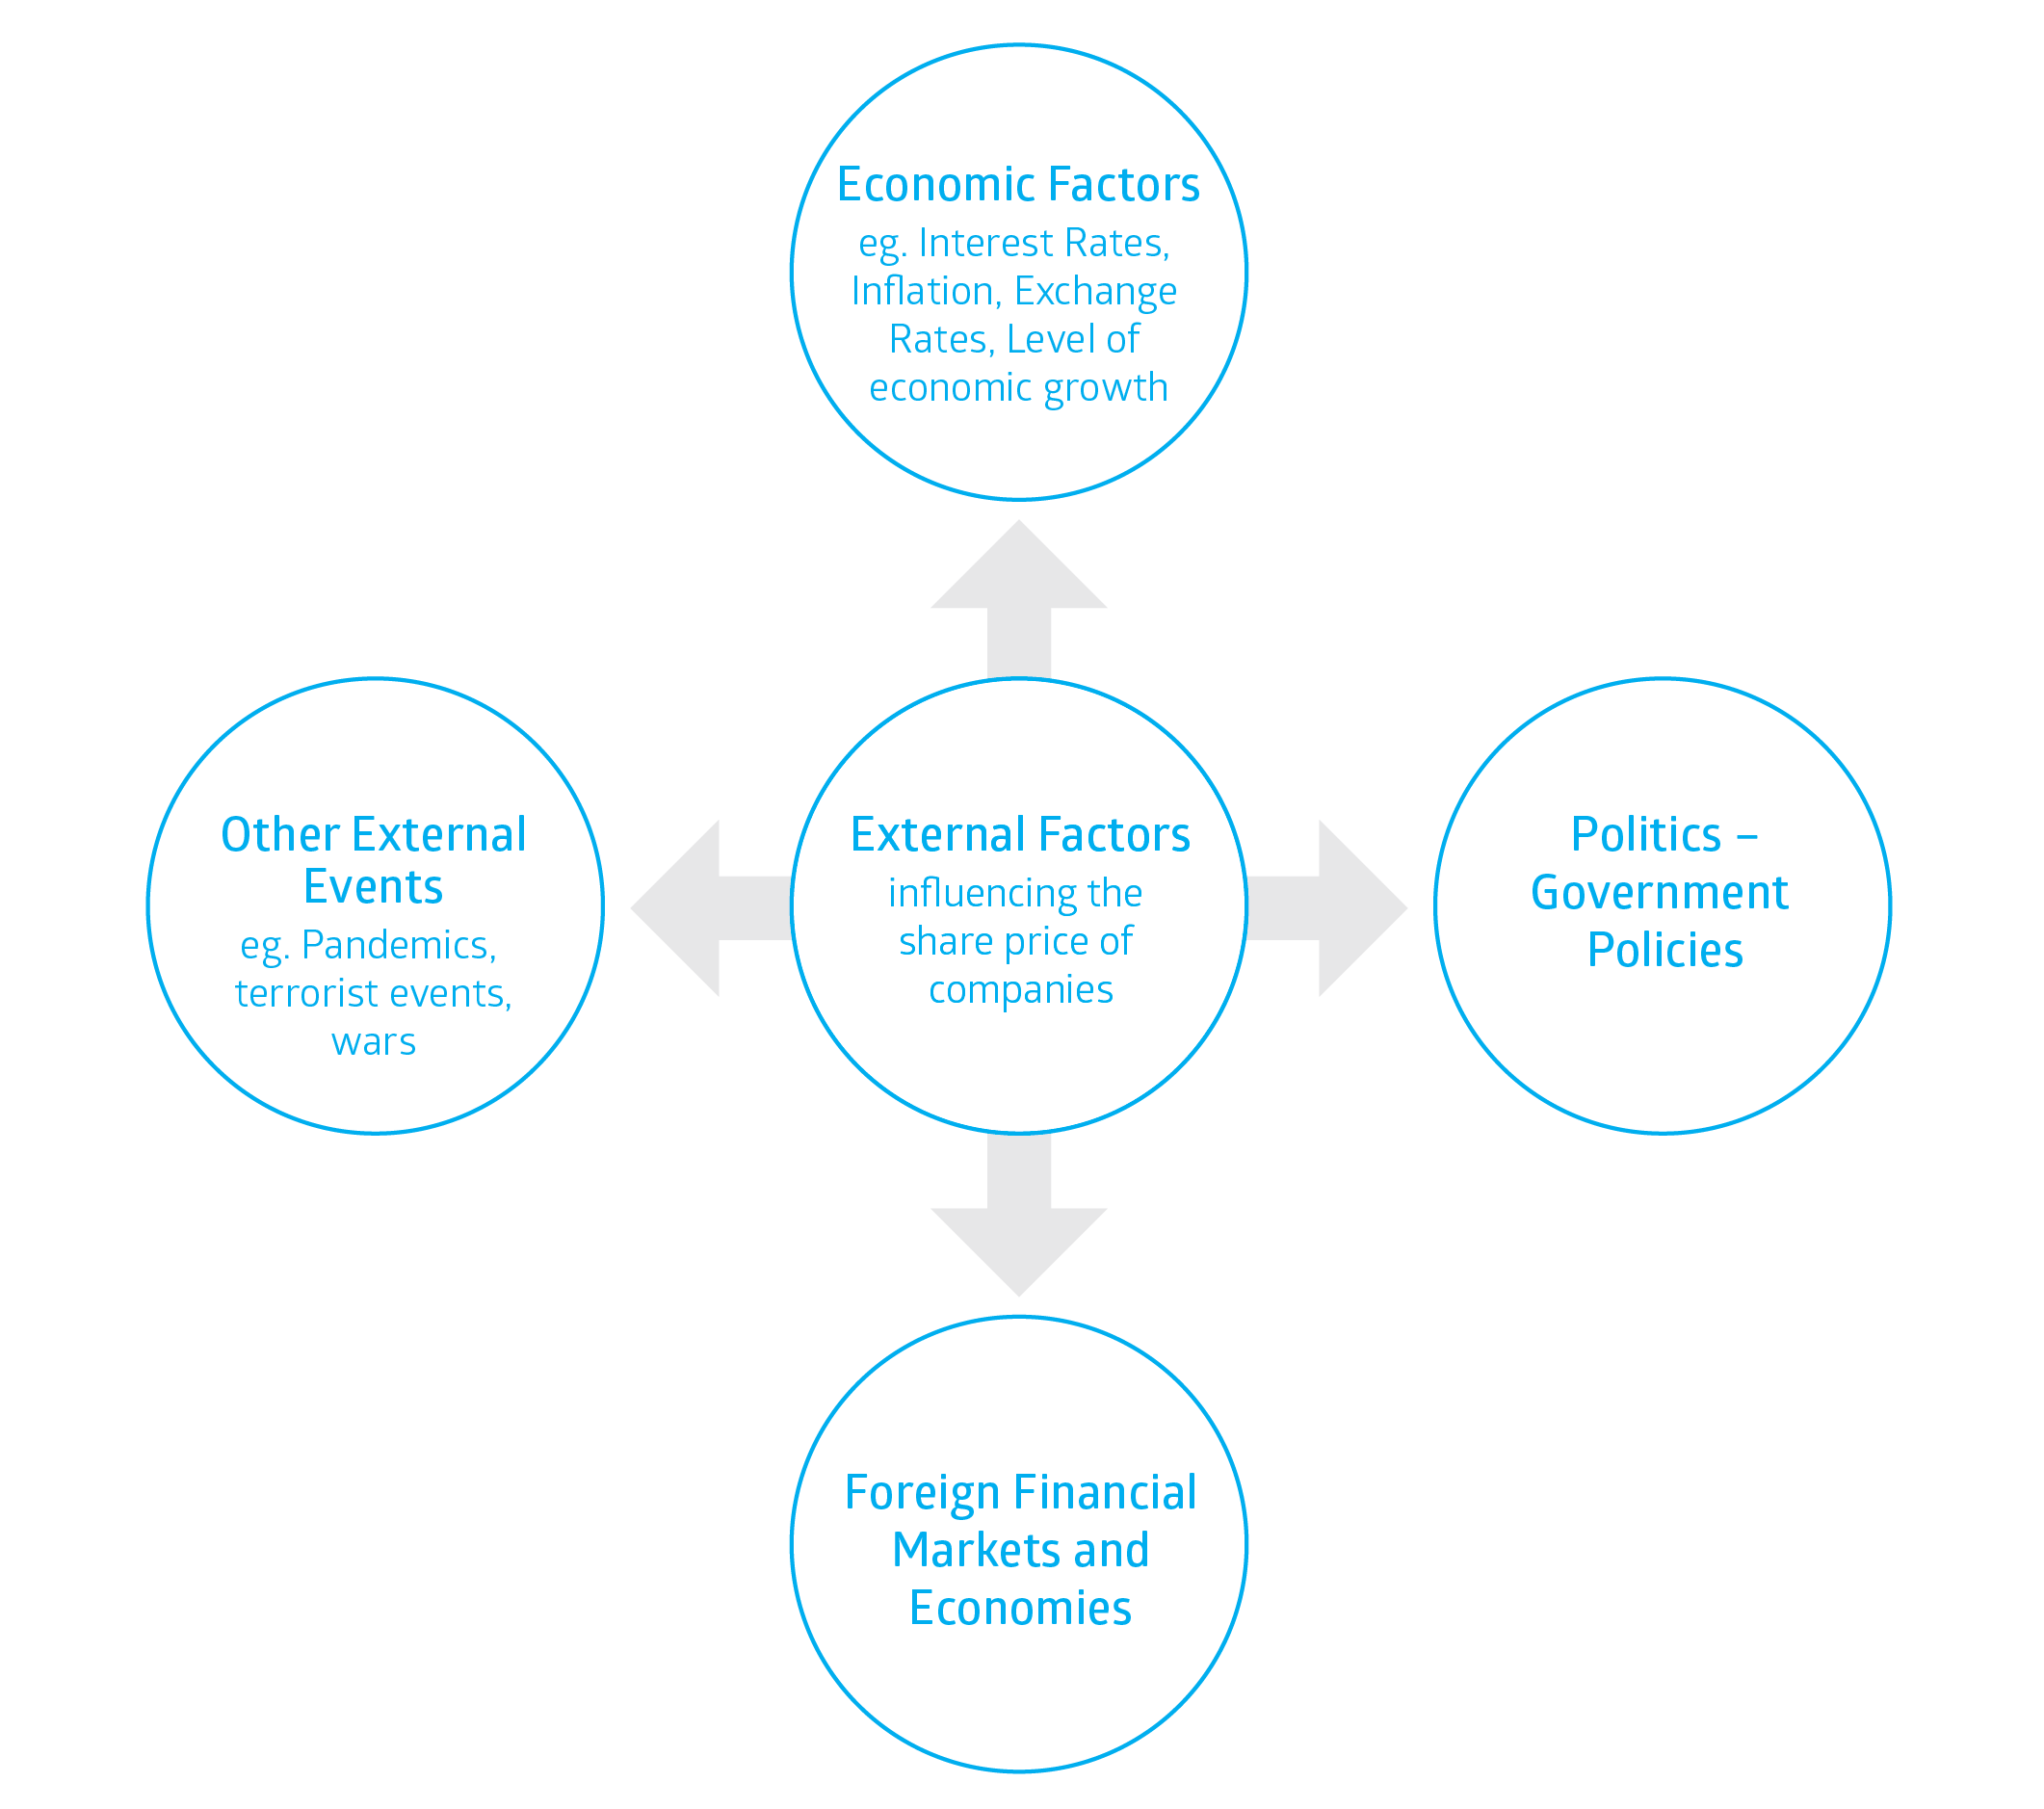 Economic Factors
eg. Interest Rates,
Inflation, Exchange
Rates, Level of
economic growth
Other External
Events
eg. Pandemics,
terrorist events,
wars
External Factors
influencing the
share price of
companies
Politics –
Government
Policies
Foreign Financial
Markets and
Economies